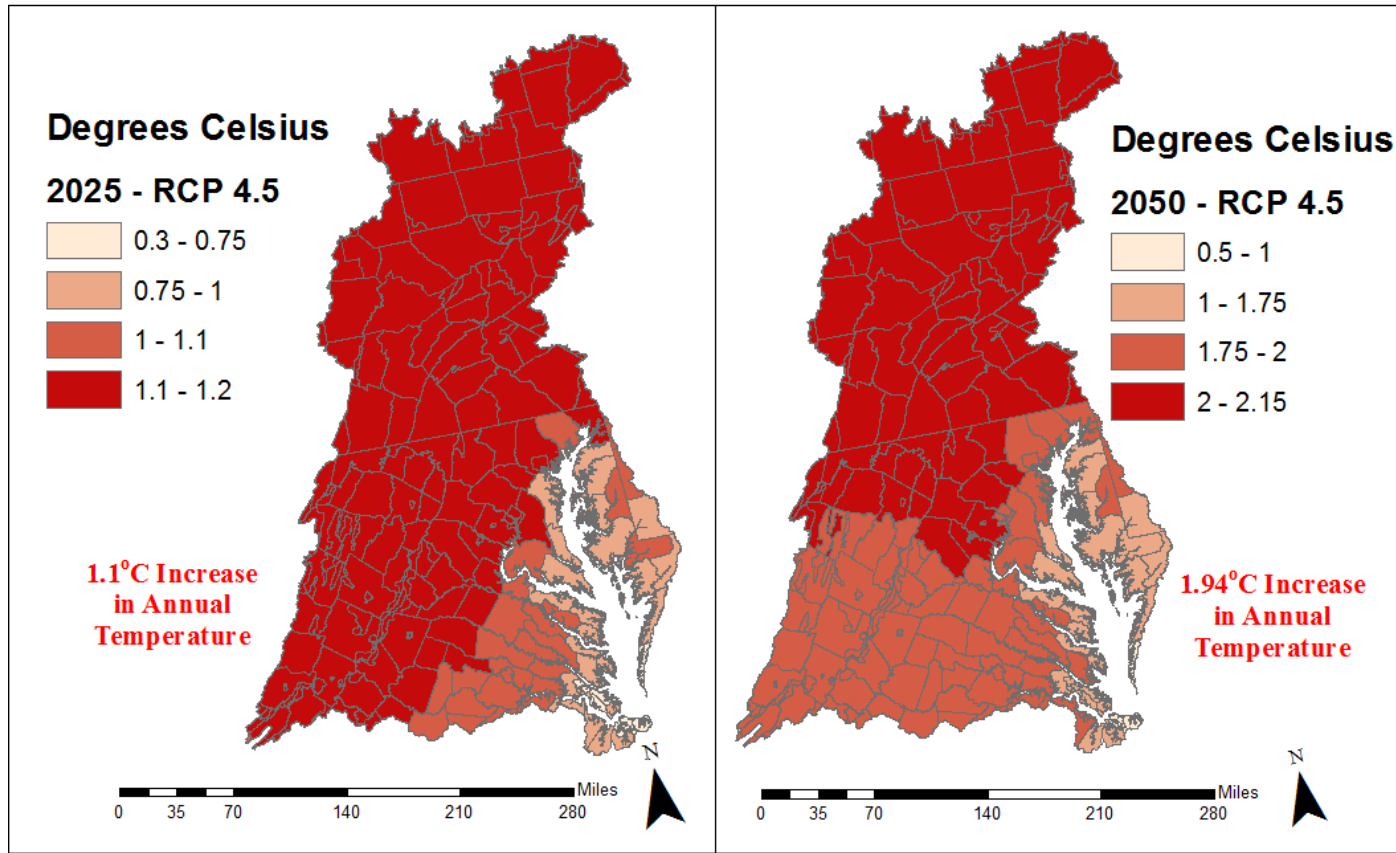 Degrees Celsius
2025 - RCP 4.5
0.3 - 0.75
0.75 - 1
1 - 1.1
1.1 - 1.2
1.1⁰C Increase
in Annual
Temperature
N
Miles
0 35 70 140 210 280
Degrees Celsius
2050 - RCP 4.5
0.5 - 1
1 - 1.75
1.75 - 2
2 - 2.15
1.94⁰C Increase
in Annual
Temperature
N
Miles
0 35 70 140 210 280